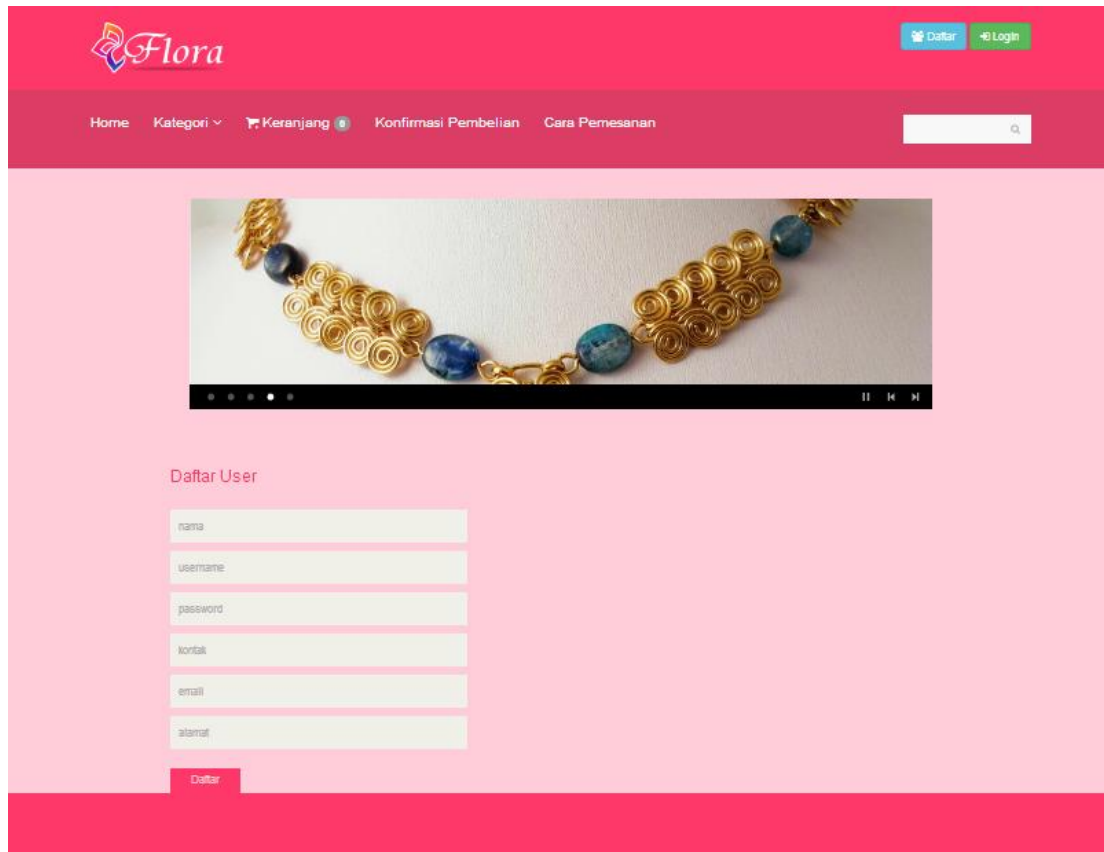 Flora
Daftar
Login
Home Kategori Keranjang 0 Konfirmasi Pembelian Cara Pemesanan
Daftar User
nama
username
password
kontak
email
alamat
Daftar